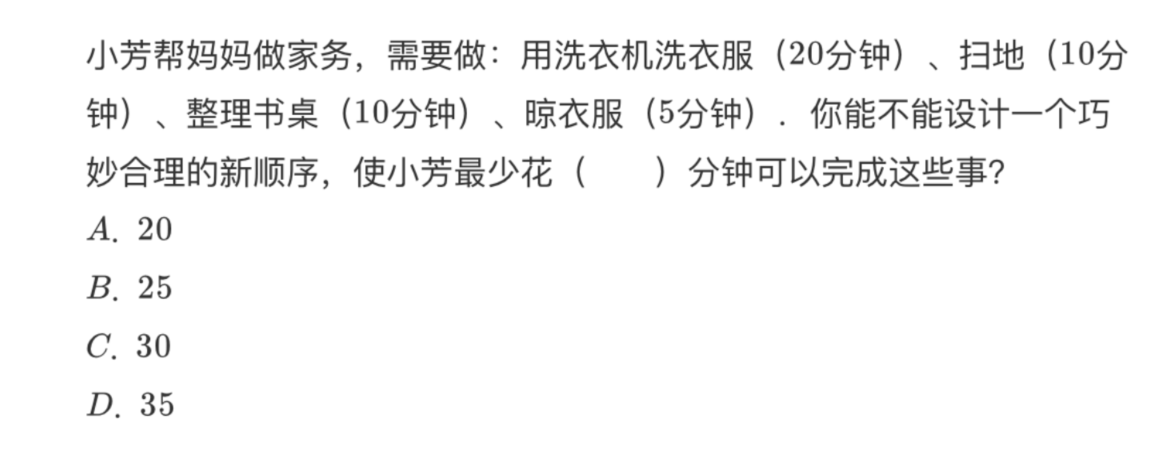 小芳帮妈妈做家务，需要做：用洗衣机洗衣服（20分钟）、扫地（10分
钟）、整理书桌（10分钟）、晾衣服（5分钟）．你能不能设计一个巧
妙合理的新顺序，使小芳最少花（　　）分钟可以完成这些事？
A. 20
B. 25
C. 30
D. 35